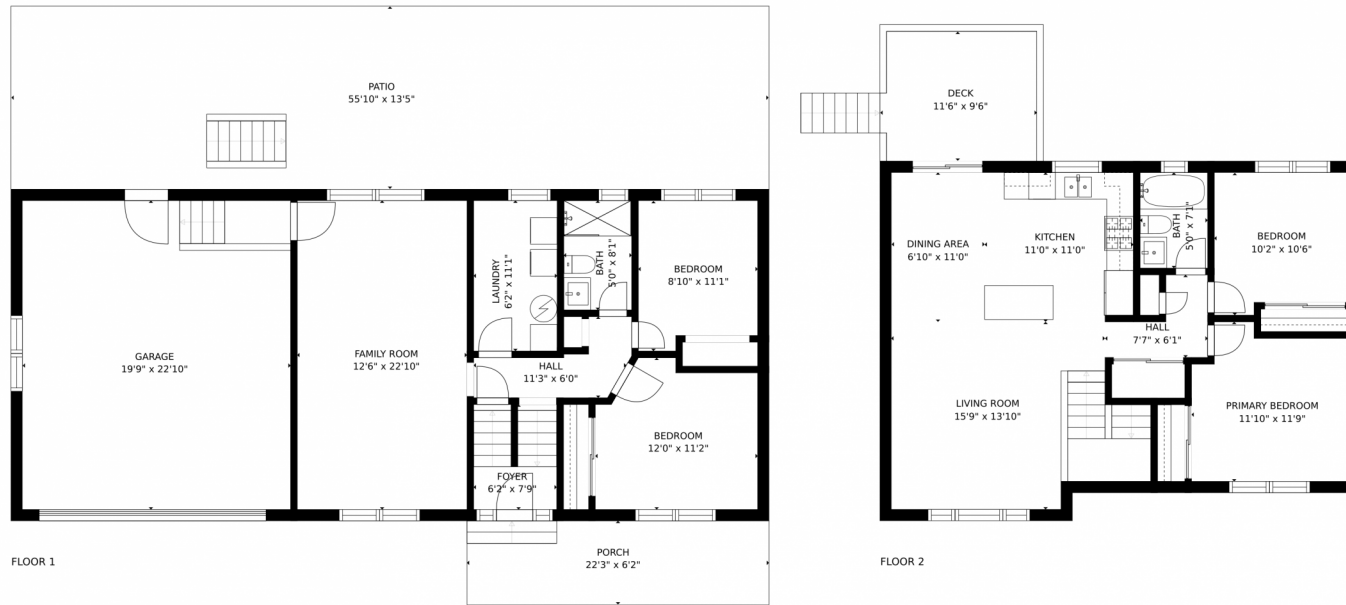 PATIO
55'10" x 13'5"
GARAGE
19'9" x 22'10"
FAMILY ROOM
12'6" x 22'10"
LAUNDRY
6'2" x 11'1"
BATH
5'0" x 8'1"
BEDROOM
8'10" x 11'1"
HALL
11'3" x 6'0"
BEDROOM
12'0" x 11'2"
FOYER
6'2" x 7'9"
PORCH
22'3" x 6'2"
FLOOR 1
DECK
11'6" x 9'6"
DINING AREA
6'10" x 11'0"
KITCHEN
11'0" x 11'0"
BATH
5'0" x 7'1"
BEDROOM
10'2" x 10'6"
HALL
7'7" x 6'1"
LIVING ROOM
15'9" x 13'10"
PRIMARY BEDROOM
11'10" x 11'9"
FLOOR 2